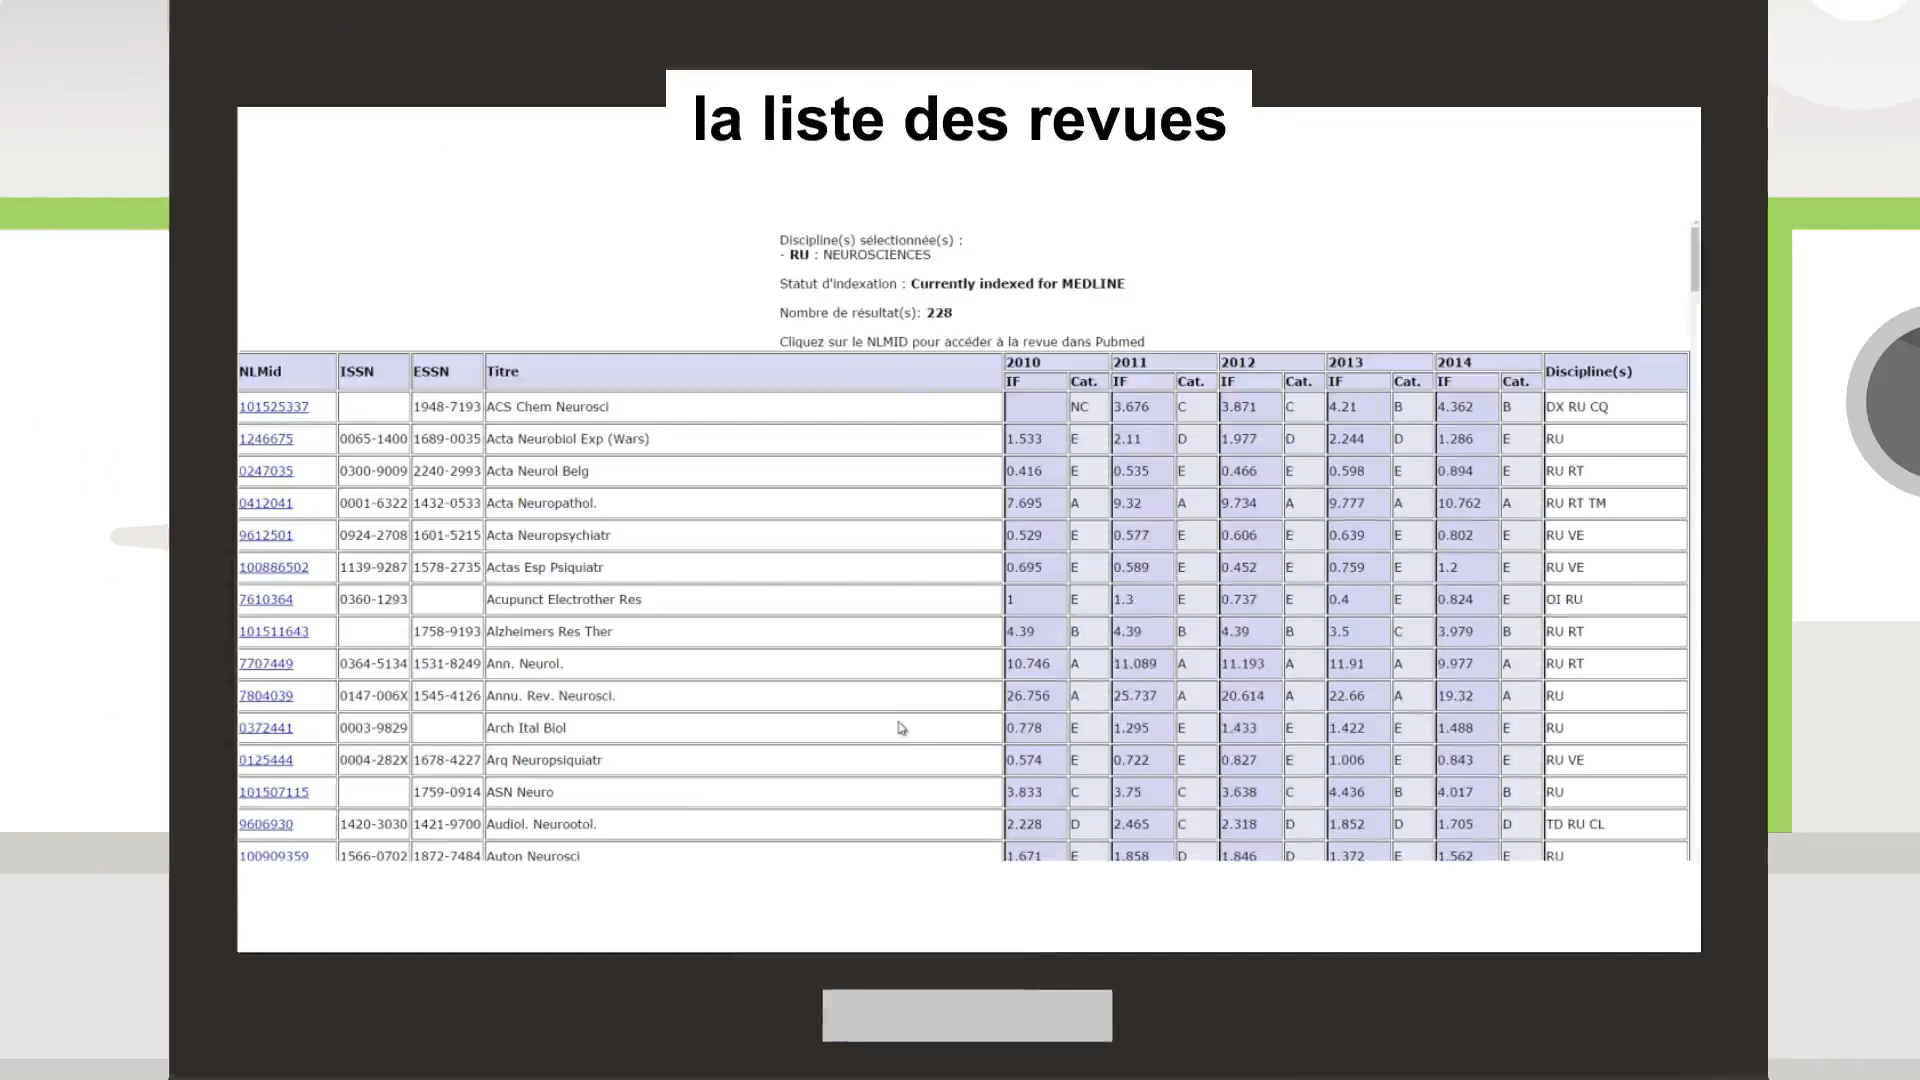 la liste des revues
Discipline(s) sélectionnée(s) :
- RU : NEUROSCIENCES
Statut d'indexation : Currently indexed for MEDLINE
Nombre de résultat(s): 228
Cliquez sur le NLMID pour accéder à la revue dans Pubmed
NLMid ISSN ESSN Titre 2010 2011 2012 2013 2014 Discipline(s)
IF Cat. IF Cat. IF Cat. IF Cat. IF Cat.
101525337 1948-7193 ACS Chem Neurosci NC 3.676 C 3.871 C 4.21 B 4.362 B DX RU CQ
1246675 0065-1400 1689-0035 Acta Neurobiol Exp (Wars) 1.533 E 2.11 D 1.977 D 2.244 D 1.286 E RU
0247035 0300-9009 2240-2993 Acta Neurol Belg 0.416 E 0.535 E 0.466 E 0.598 E 0.894 E RU RT
0412041 0001-6322 1432-0533 Acta Neuropathol. 7.695 A 9.32 A 9.734 A 9.777 A 10.762 A RU RT TM
9612501 0924-2708 1601-5215 Acta Neuropsychiatr 0.529 E 0.577 E 0.606 E 0.639 E 0.802 E RU VE
100886502 1139-9287 1578-2735 Actas Esp Psiquiatr 0.695 E 0.589 E 0.452 E 0.759 E 1.2 E RU VE
7610364 0360-1293 Acupunct Electrother Res 1 E 1.3 E 0.737 E 0.4 E 0.824 E OI RU
101511643 1758-9193 Alzheimers Res Ther 4.39 B 4.39 B 4.39 B 3.5 C 3.979 B RU RT
7707449 0364-5134 1531-8249 Ann. Neurol. 10.746 A 11.089 A 11.193 A 11.91 A 9.977 A RU RT
7804039 0147-006X 1545-4126 Annu. Rev. Neurosci. 26.756 A 25.737 A 20.614 A 22.66 A 19.32 A RU
0372441 0003-9829 Arch Ital Biol 0.778 E 1.295 E 1.433 E 1.422 E 1.488 E RU
0125444 0004-282X 1678-4227 Arq Neuropsiquiatr 0.574 E 0.722 E 0.827 E 1.006 E 0.843 E RU VE
101507115 1759-0914 ASN Neuro 3.833 C 3.75 C 3.638 C 4.436 B 4.017 B RU
9606930 1420-3030 1421-9700 Audiol. Neurootol. 2.228 D 2.465 C 2.318 D 1.852 D 1.705 D TD RU CL
100909359 1566-0702 1872-7484 Auton Neurosci 1.671 E 1.858 D 1.846 D 1.372 E 1.562 E RU